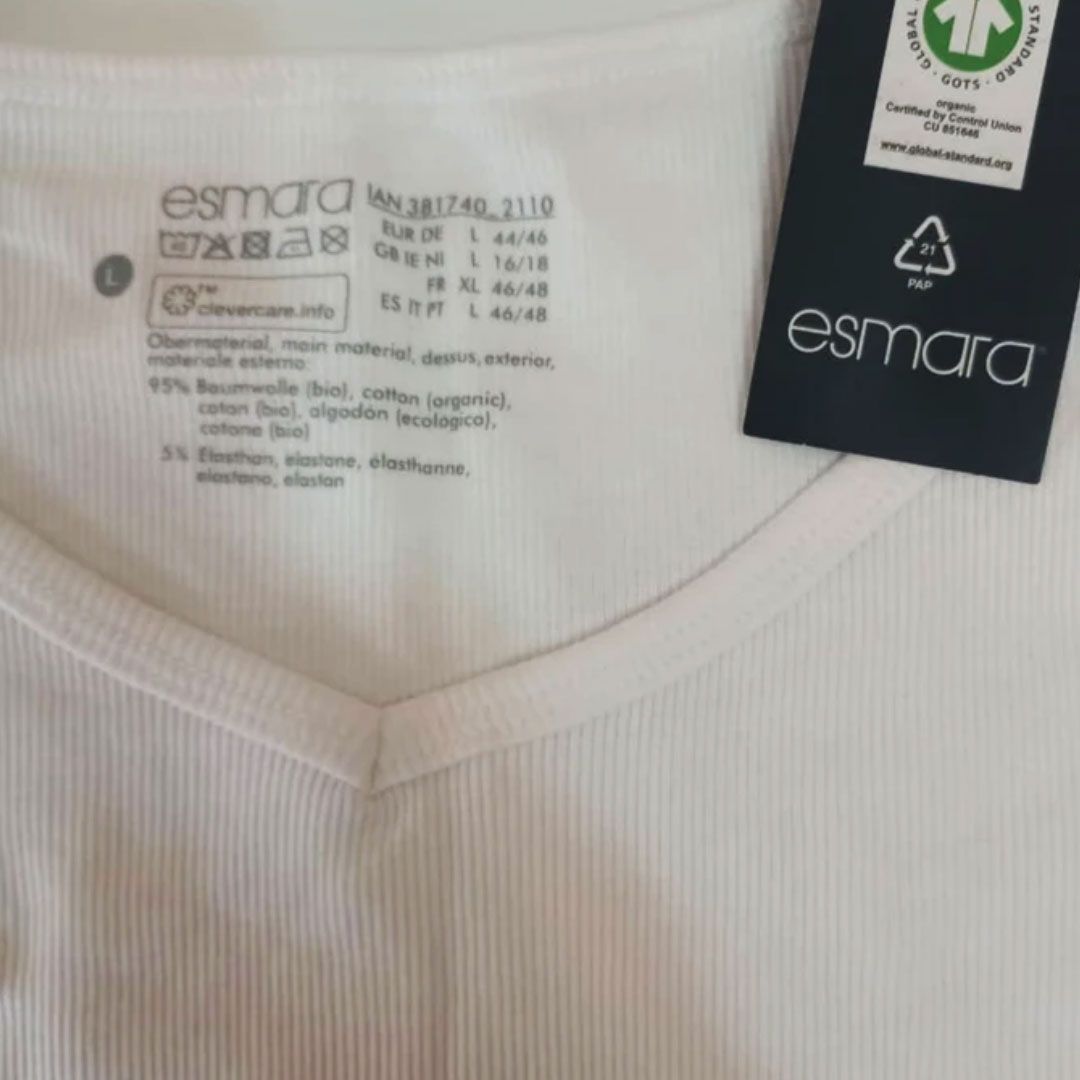 esmara
IAN 381740_2110
EUR DE L 44/46
GB IE NI L 16/18
FR XL 46/48
ES IT PT L 46/48
L
clevercare.info
Obermaterial, main material, dessus, exterior,
materiale esterno:
95% Baumwolle (bio), cotton (organic),
coton (bio), algodón (ecológico),
cotone (bio)
5% Elasthan, elastane, élasthanne,
elastano, elastan
GLOBAL STANDARD
· GOTS ·
organic
Certified by Control Union
CU 851646
www.global-standard.org
21
PAP
esmara